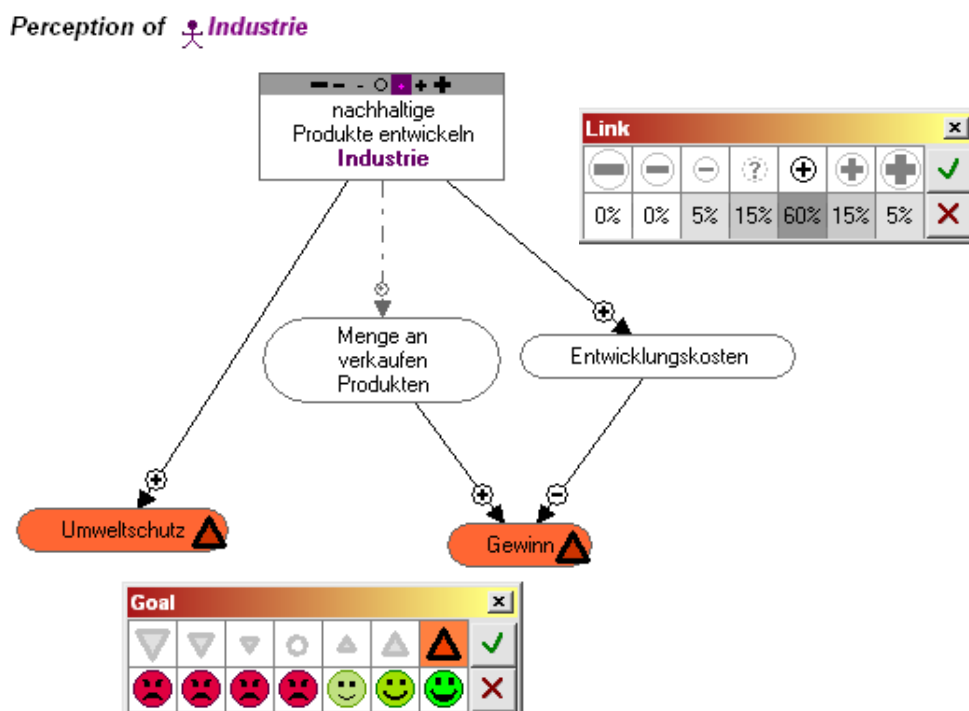 Perception of Industrie
nachhaltige
Produkte entwickeln
Industrie
Link
0% 0% 5% 15% 60% 15% 5%
Menge an
verkaufen
Produkten
Entwicklungskosten
Umweltschutz
Gewinn
Goal